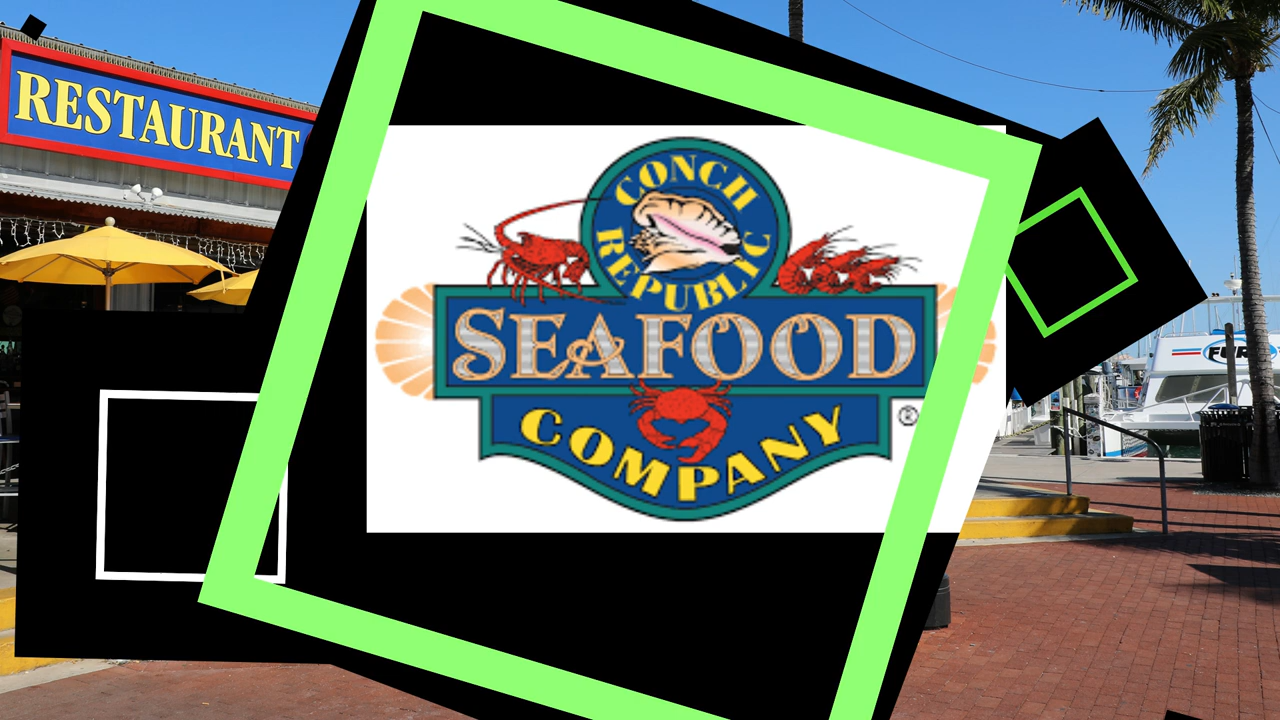 RESTAURANT
CONCH
REPUBLIC
SEAFOOD
COMPANY
®